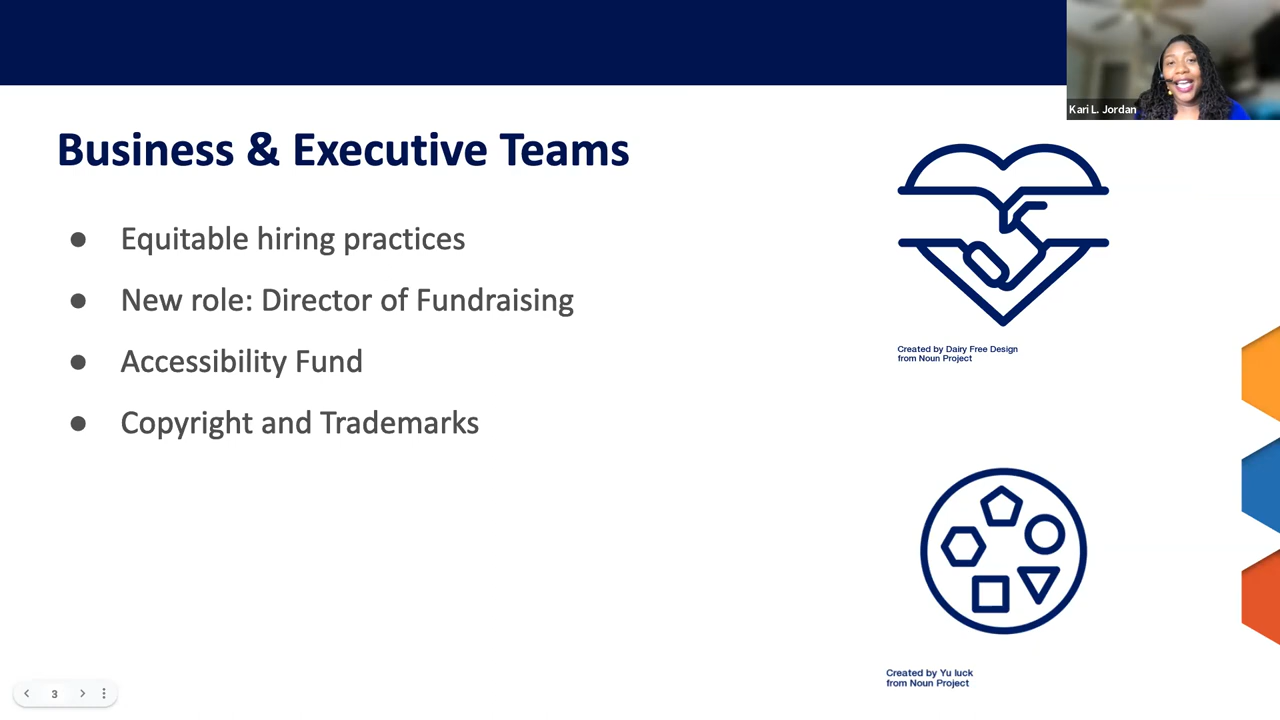 Kari L. Jordan
Business & Executive Teams
● Equitable hiring practices
● New role: Director of Fundraising
● Accessibility Fund
● Copyright and Trademarks
Created by Dairy Free Design
from Noun Project
Created by Yu luck
from Noun Project
3